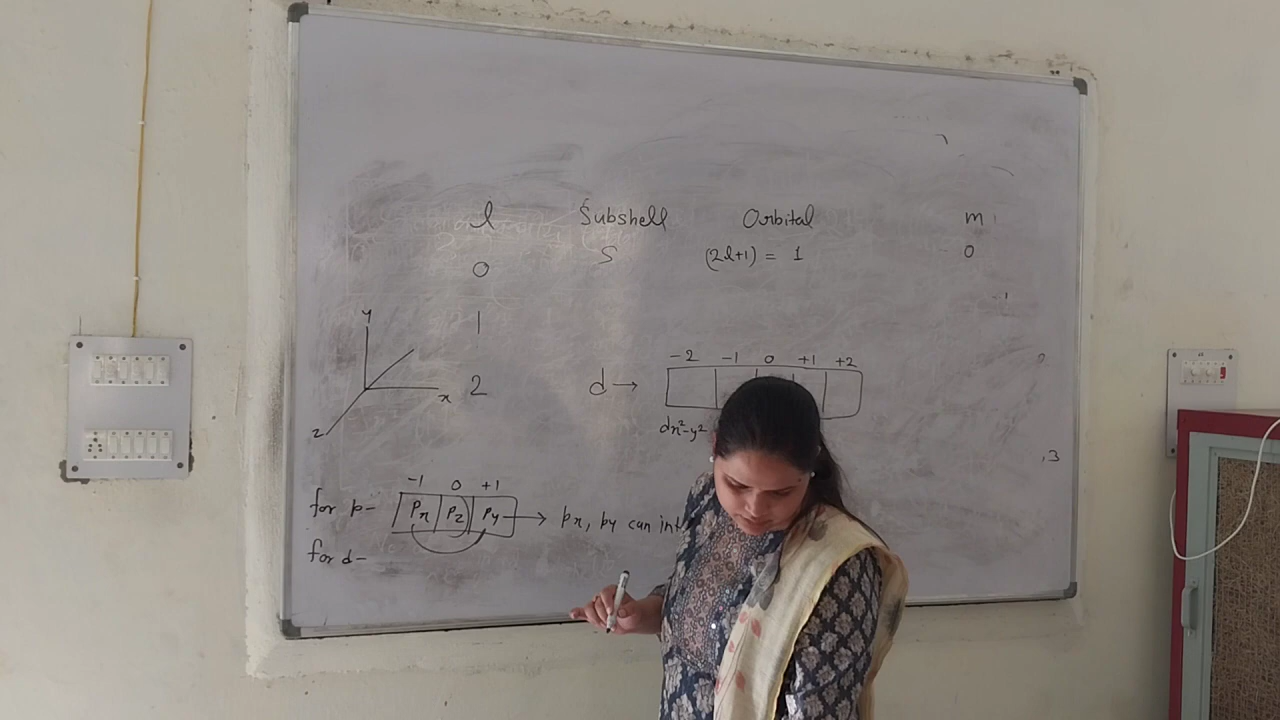 l Subshell Orbital m
0 S (2l+1) = 1 0
y
1
-2 -1 0 +1 +2
2 d →
x
z
dx²-y²
,3
-1 0 +1
for p- Px Pz Py → px, py can int
for d-